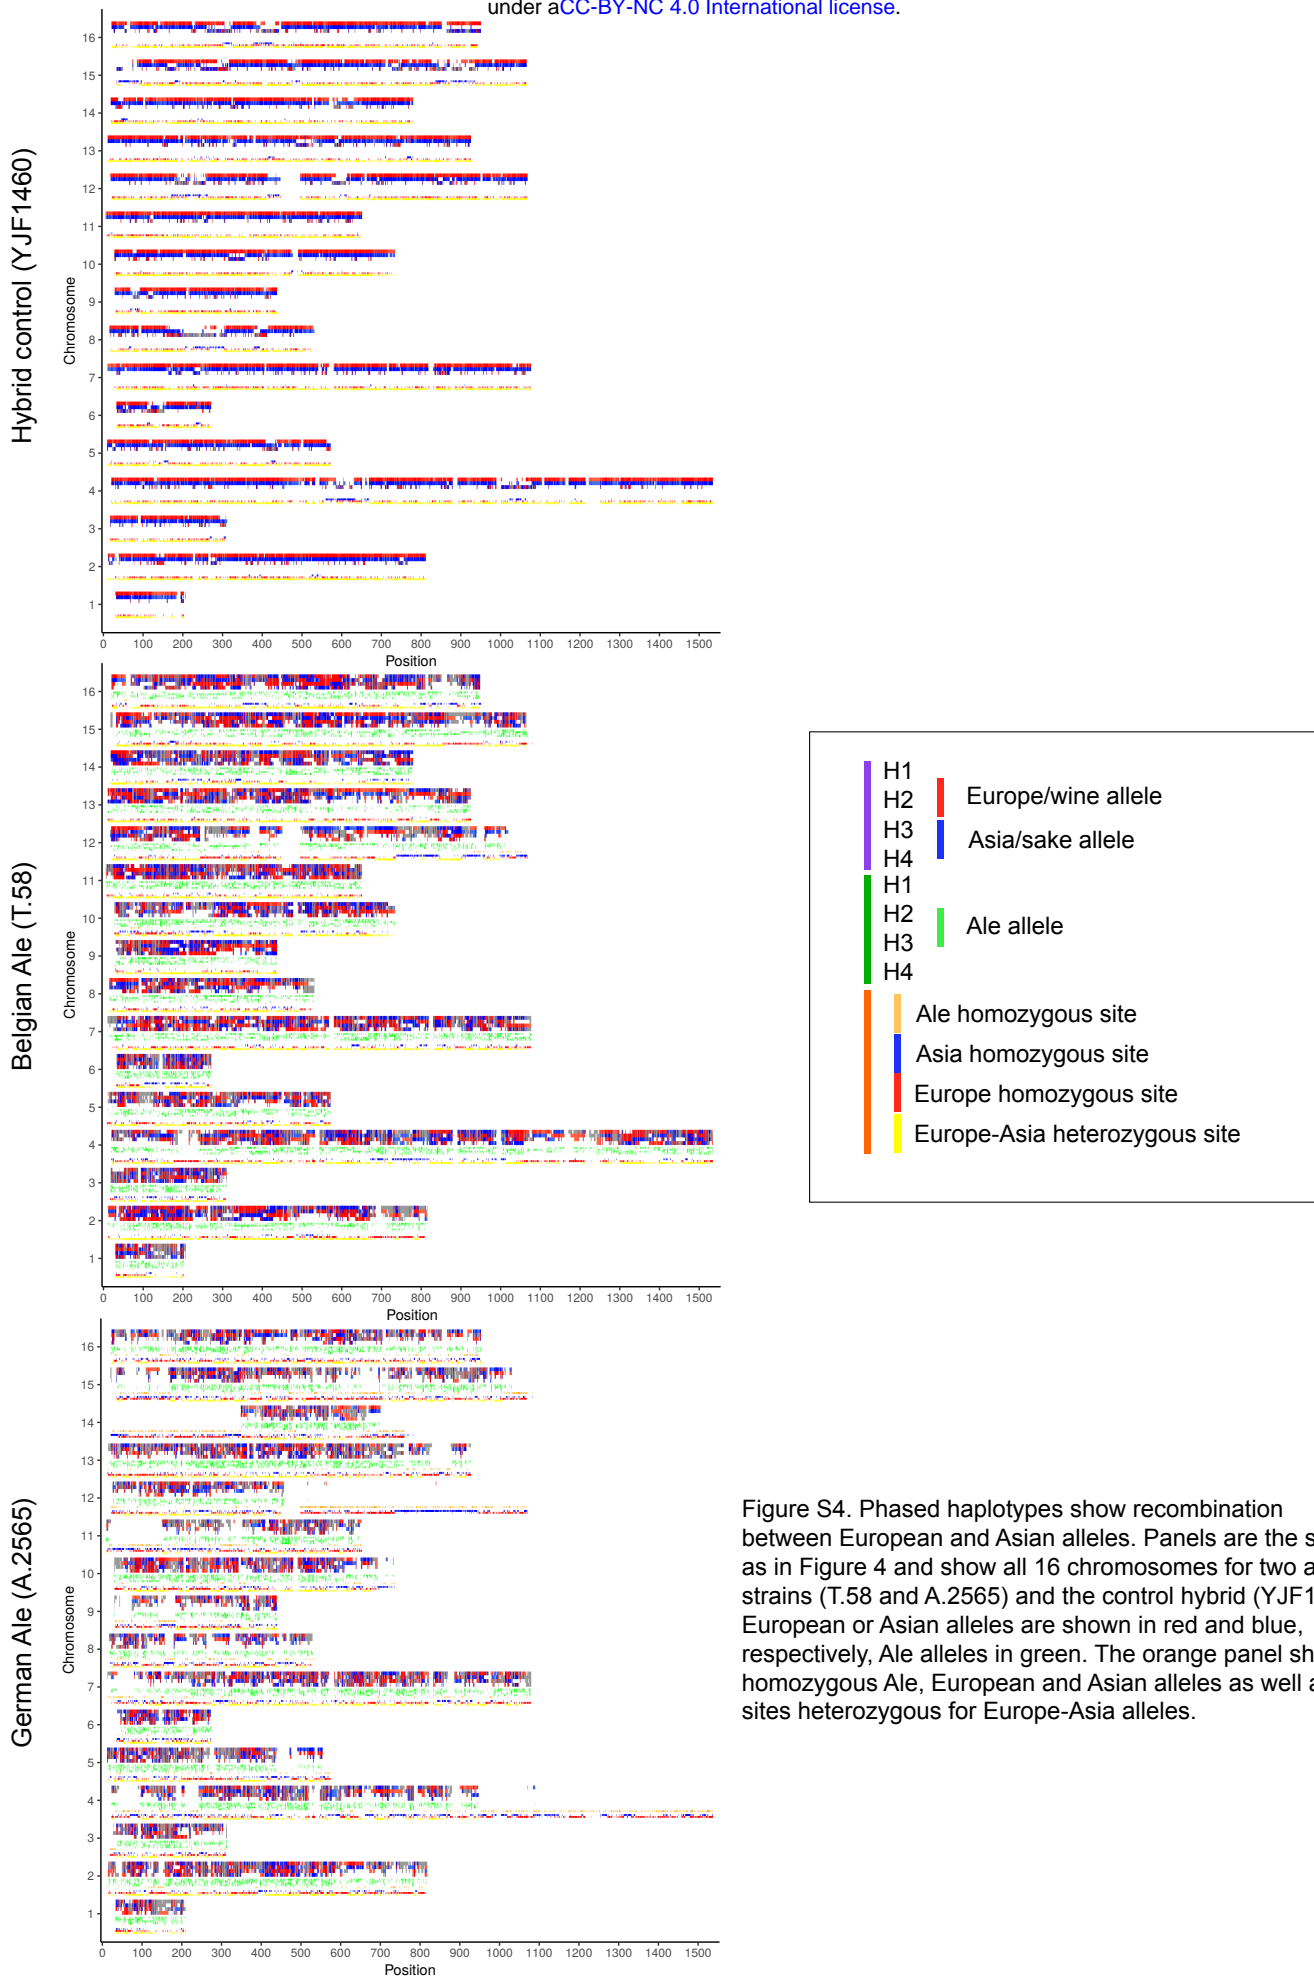 under aCC-BY-NC 4.0 International license.
Hybrid control (YJF1460)
Chromosome
16
15
14
13
12
11
10
9
8
7
6
5
4
3
2
1
0 100 200 300 400 500 600 700 800 900 1000 1100 1200 1300 1400 1500
Position
Belgian Ale (T.58)
Chromosome
16
15
14
13
12
11
10
9
8
7
6
5
4
3
2
1
0 100 200 300 400 500 600 700 800 900 1000 1100 1200 1300 1400 1500
Position
German Ale (A.2565)
Chromosome
16
15
14
13
12
11
10
9
8
7
6
5
4
3
2
1
0 100 200 300 400 500 600 700 800 900 1000 1100 1200 1300 1400 1500
Position
H1
H2
H3
H4
Europe/wine allele
Asia/sake allele
H1
H2
H3
H4
Ale allele
Ale homozygous site
Asia homozygous site
Europe homozygous site
Europe-Asia heterozygous site
Figure S4. Phased haplotypes show recombination
between European and Asian alleles. Panels are the s
as in Figure 4 and show all 16 chromosomes for two a
strains (T.58 and A.2565) and the control hybrid (YJF1
European or Asian alleles are shown in red and blue,
respectively, Ale alleles in green. The orange panel sh
homozygous Ale, European and Asian alleles as well a
sites heterozygous for Europe-Asia alleles.